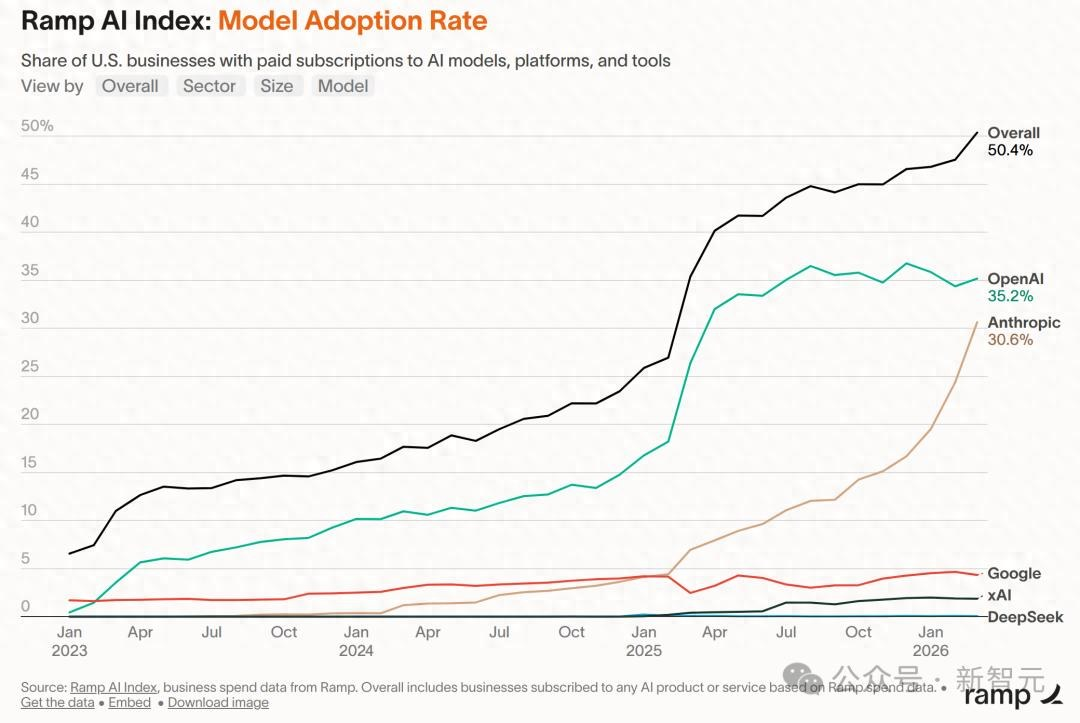 Ramp AI Index: Model Adoption Rate
Share of U.S. businesses with paid subscriptions to AI models, platforms, and tools
View by Overall Sector Size Model
50%
45
40
35
30
25
20
15
10
5
0
Overall
50.4%
OpenAI
35.2%
Anthropic
30.6%
Google
xAI
DeepSeek
Jan Apr Jul Oct Jan Apr Jul Oct Jan Apr Jul Oct Jan
2023 2024 2025 2026
Source: Ramp AI Index, business spend data from Ramp. Overall includes businesses subscribed to any AI product or service based on Ramp spend data. •
Get the data • Embed • Download image
公众号 · 新智元
ramp